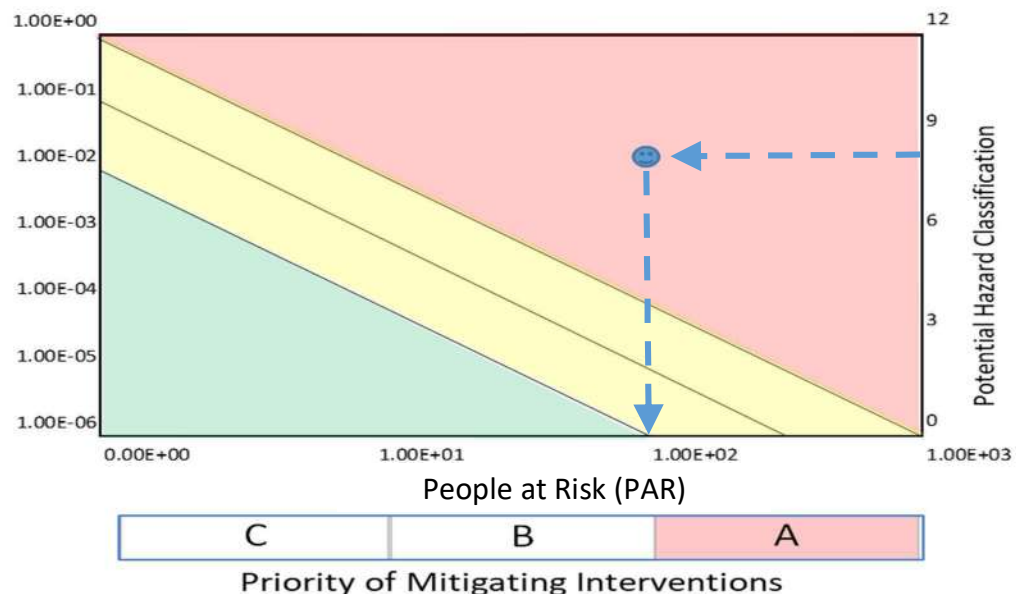 1.00E+00
1.00E-01
1.00E-02
1.00E-03
1.00E-04
1.00E-05
1.00E-06
12
9
6
3
0
Potential Hazard Classification
0.00E+00 1.00E+01 1.00E+02 1.00E+03
People at Risk (PAR)
C B A
Priority of Mitigating Interventions